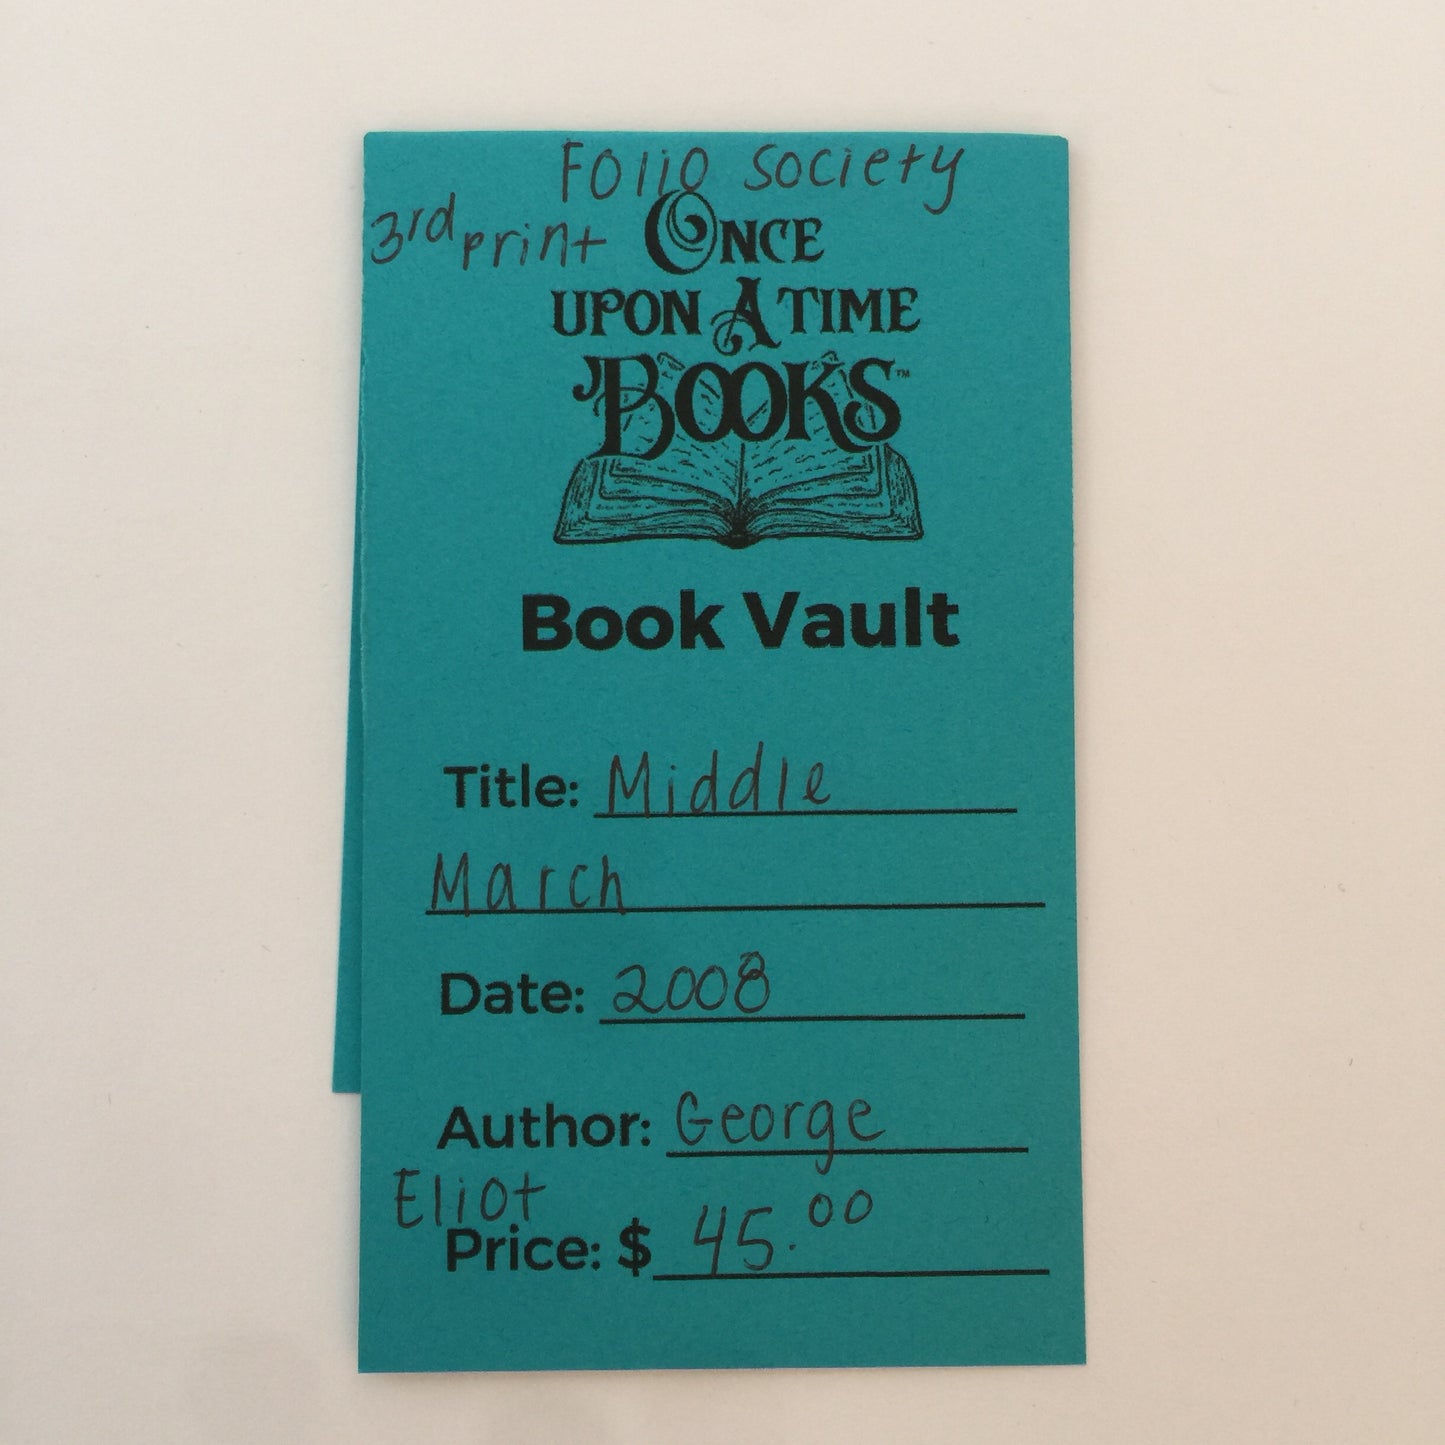 Folio Society
3rd print
ONCE
UPON A TIME
BOOKS™
Book Vault
Title: Middle
March
Date: 2008
Author: George
Eliot
Price: $ 45.00